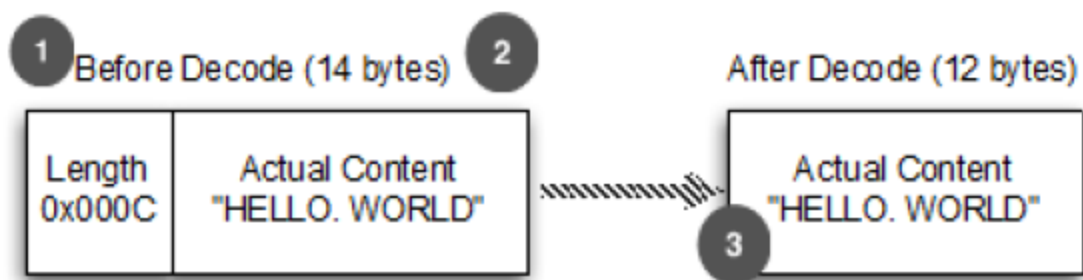 1 Before Decode (14 bytes) 2
After Decode (12 bytes)
Length
0x000C
Actual Content
"HELLO. WORLD"
Actual Content
"HELLO. WORLD"
3